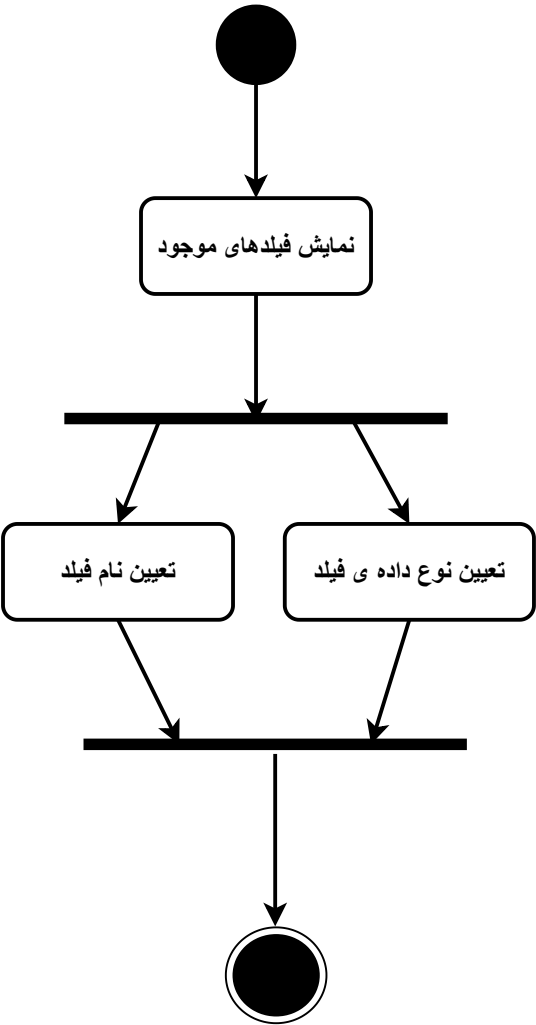 نمایش فیلدهای موجود
تعیین نوع داده ی فیلد
تعیین نام فیلد